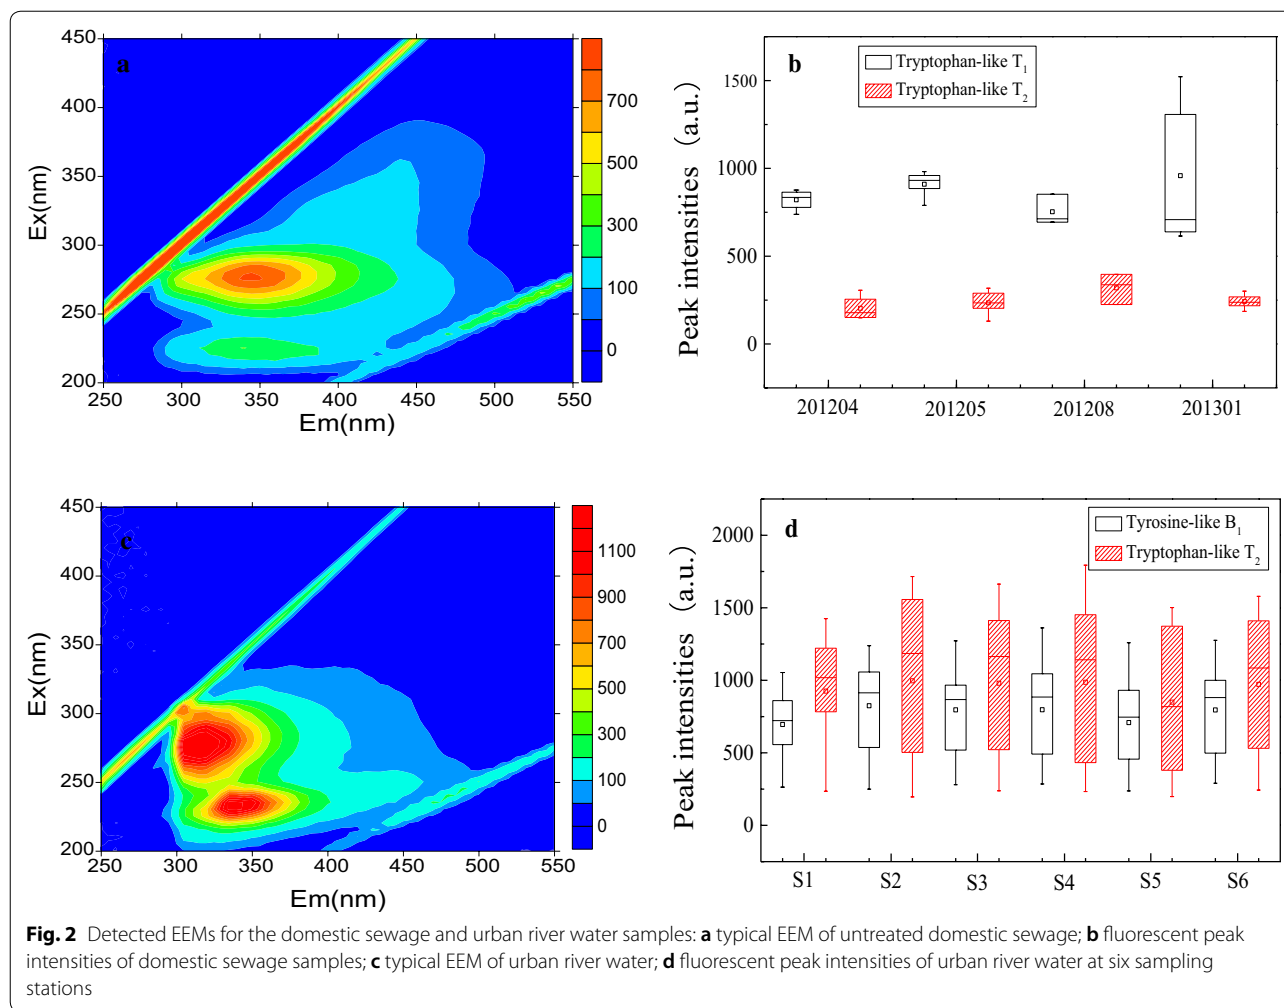 a
450
400
350
300
250
200
Ex(nm)
250 300 350 400 450 500 550
Em(nm)
700
500
300
100
0
b
Tryptophan-like T1
Tryptophan-like T2
1500
1000
500
0
Peak intensities (a.u.)
201204 201205 201208 201301
c
450
400
350
300
250
200
Ex(nm)
250 300 350 400 450 500 550
Em(nm)
1100
900
700
500
300
100
0
d
Tyrosine-like B1
Tryptophan-like T2
2000
1500
1000
500
0
Peak intensities (a.u.)
S1 S2 S3 S4 S5 S6
Fig. 2 Detected EEMs for the domestic sewage and urban river water samples: a typical EEM of untreated domestic sewage; b fluorescent peak
intensities of domestic sewage samples; c typical EEM of urban river water; d fluorescent peak intensities of urban river water at six sampling
stations